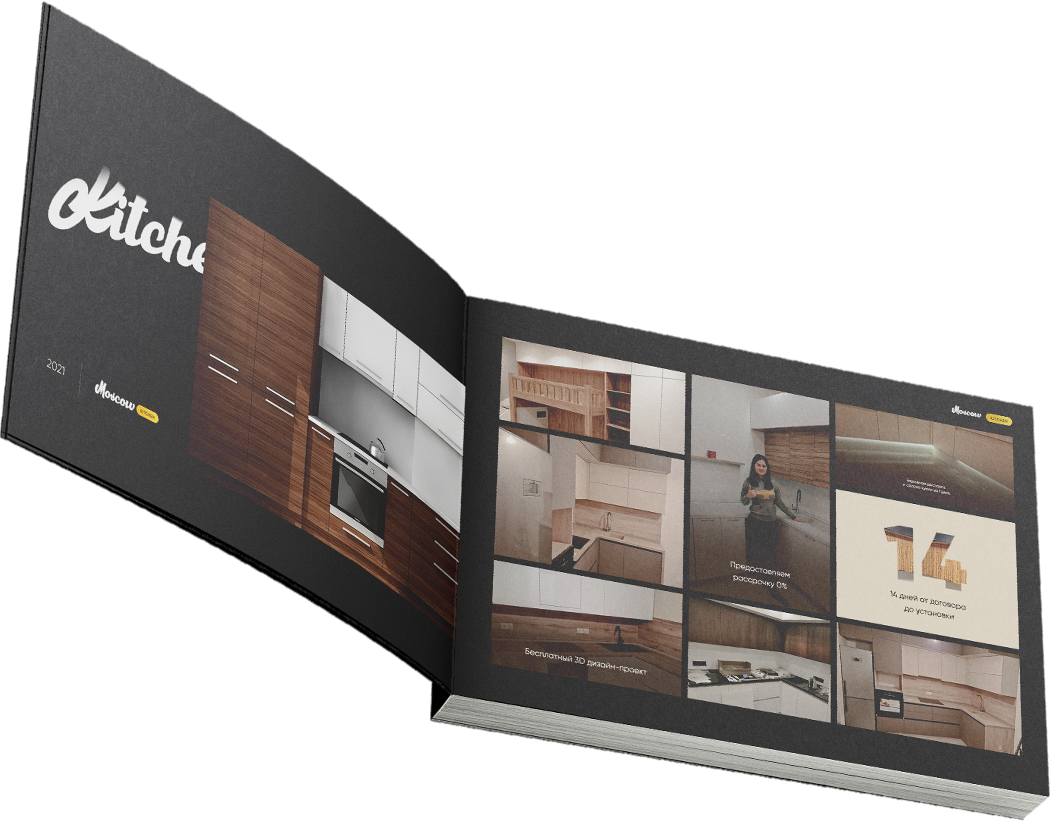 Kitche
2021
Moscow
kitchen
Moscow
kitchen
Предоставляем
рассрочку 0%
14
14 дней от договора
до установки
Бесплатный 3D дизайн-проект